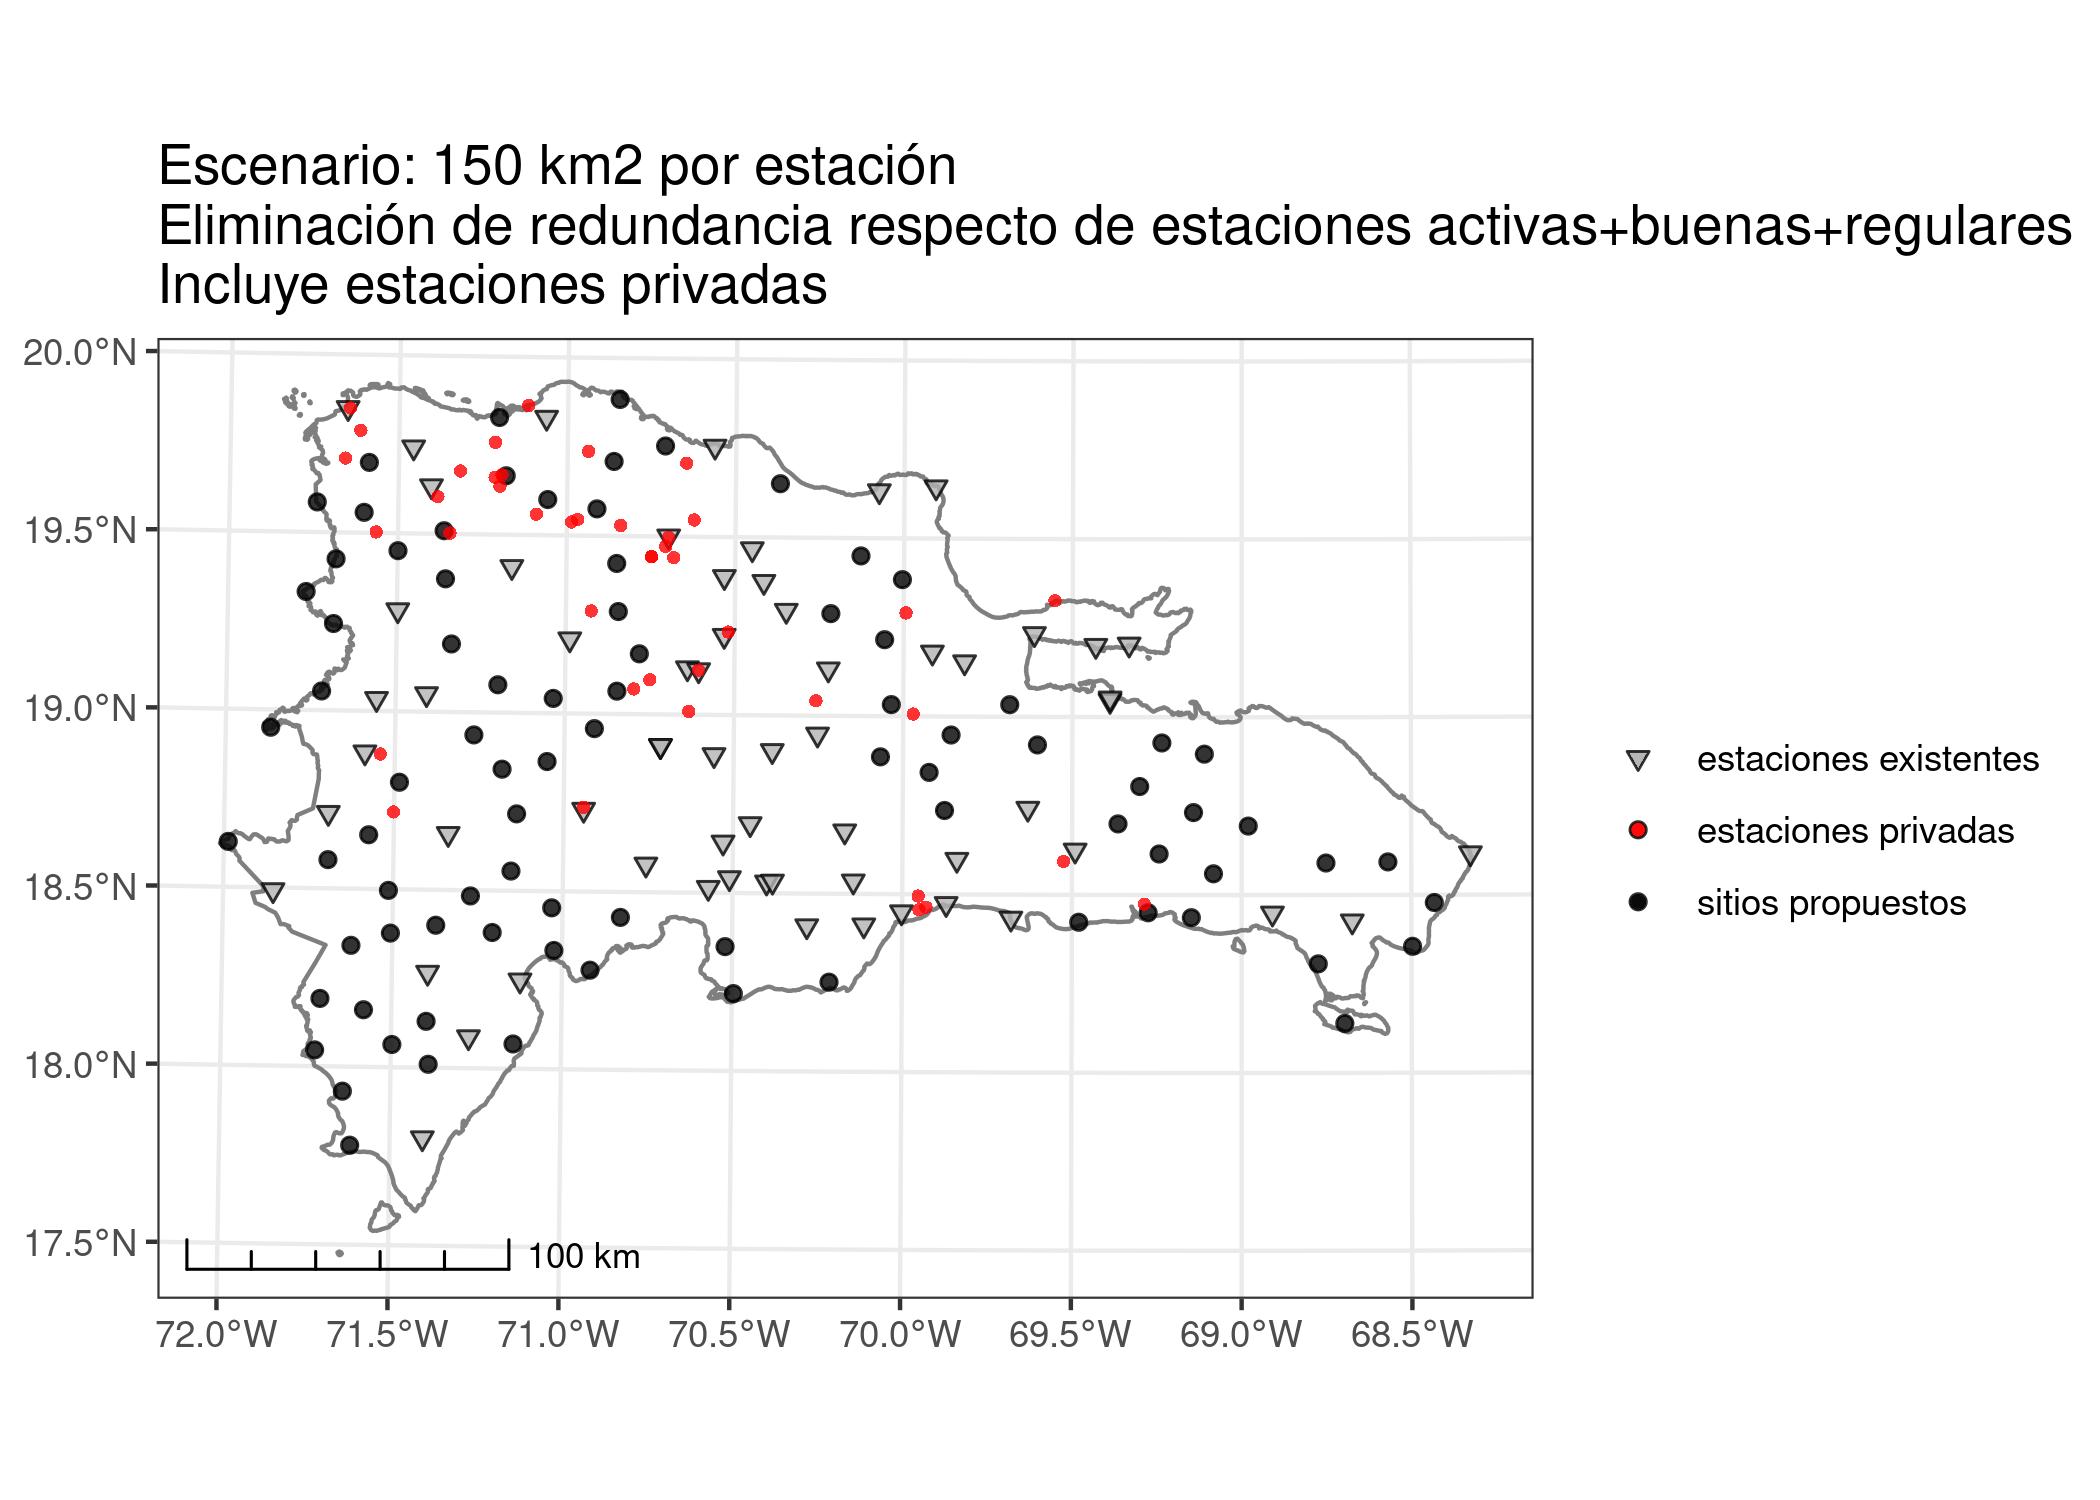 Escenario: 150 km2 por estación
Eliminación de redundancia respecto de estaciones activas+buenas+regulares
Incluye estaciones privadas
20.0°N
19.5°N
19.0°N
18.5°N
18.0°N
17.5°N
estaciones existentes
estaciones privadas
sitios propuestos
100 km
72.0°W 71.5°W 71.0°W 70.5°W 70.0°W 69.5°W 69.0°W 68.5°W